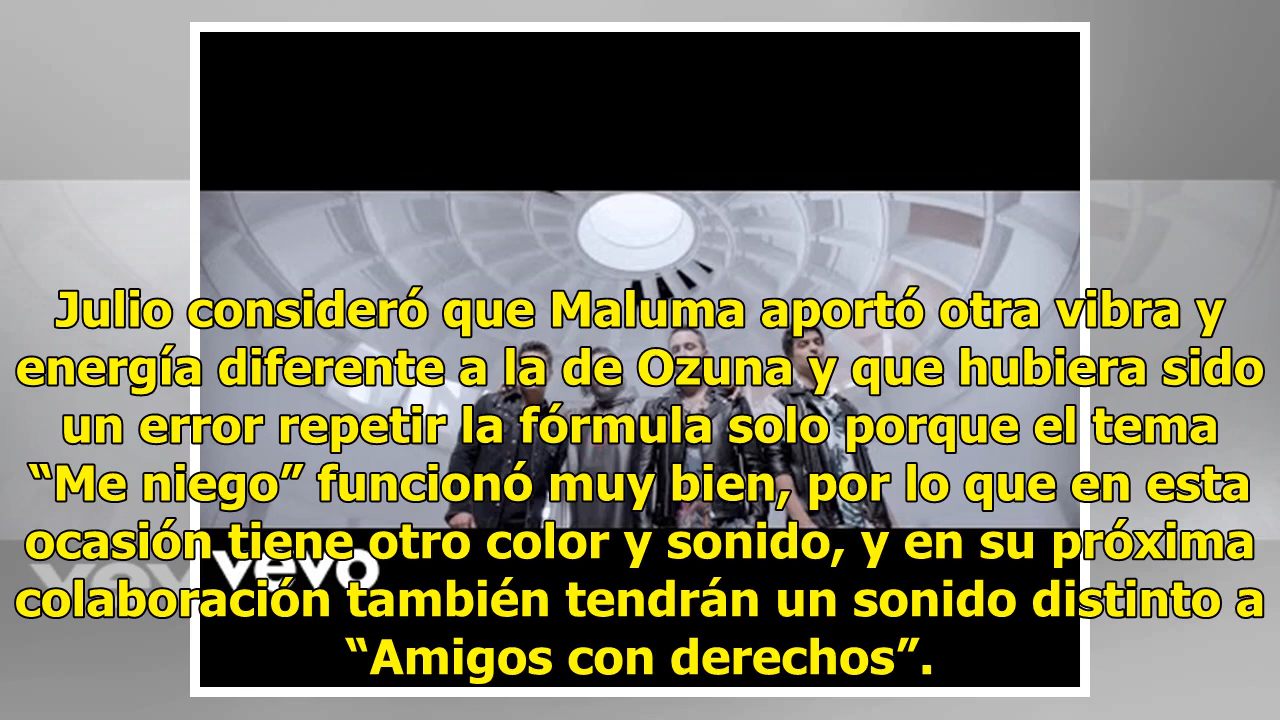 Julio consideró que Maluma aportó otra vibra y
energía diferente a la de Ozuna y que hubiera sido
un error repetir la fórmula solo porque el tema
“Me niego” funcionó muy bien, por lo que en esta
ocasión tiene otro color y sonido, y en su próxima
colaboración también tendrán un sonido distinto a
“Amigos con derechos”.
vevo